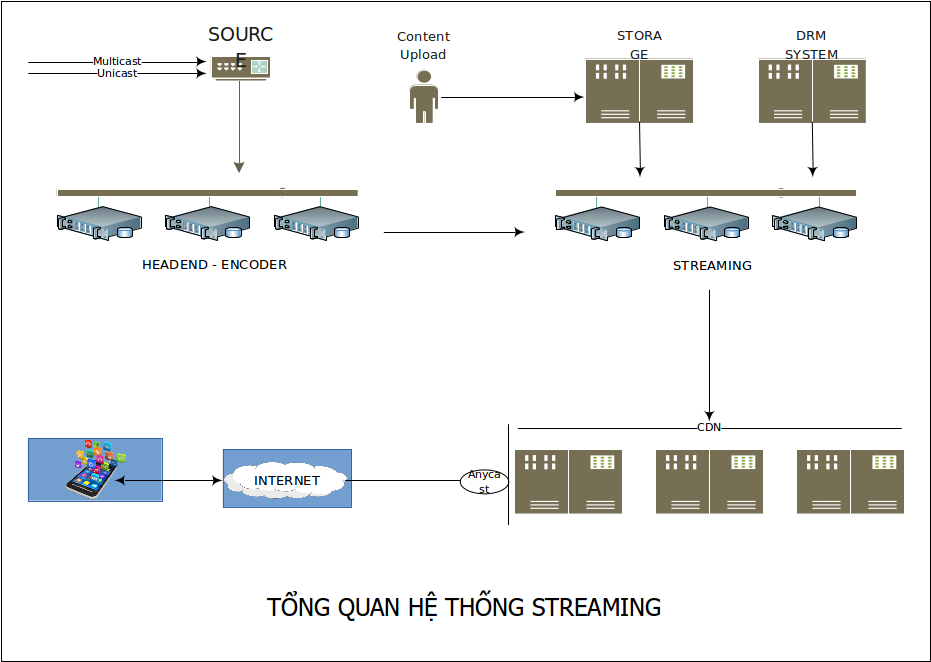 SOURC
E
Content
Upload
STORA
GE
DRM
SYSTEM
Multicast
Unicast
HEADEND - ENCODER
STREAMING
CDN
INTERNET
Anyca
st
TỔNG QUAN HỆ THỐNG STREAMING